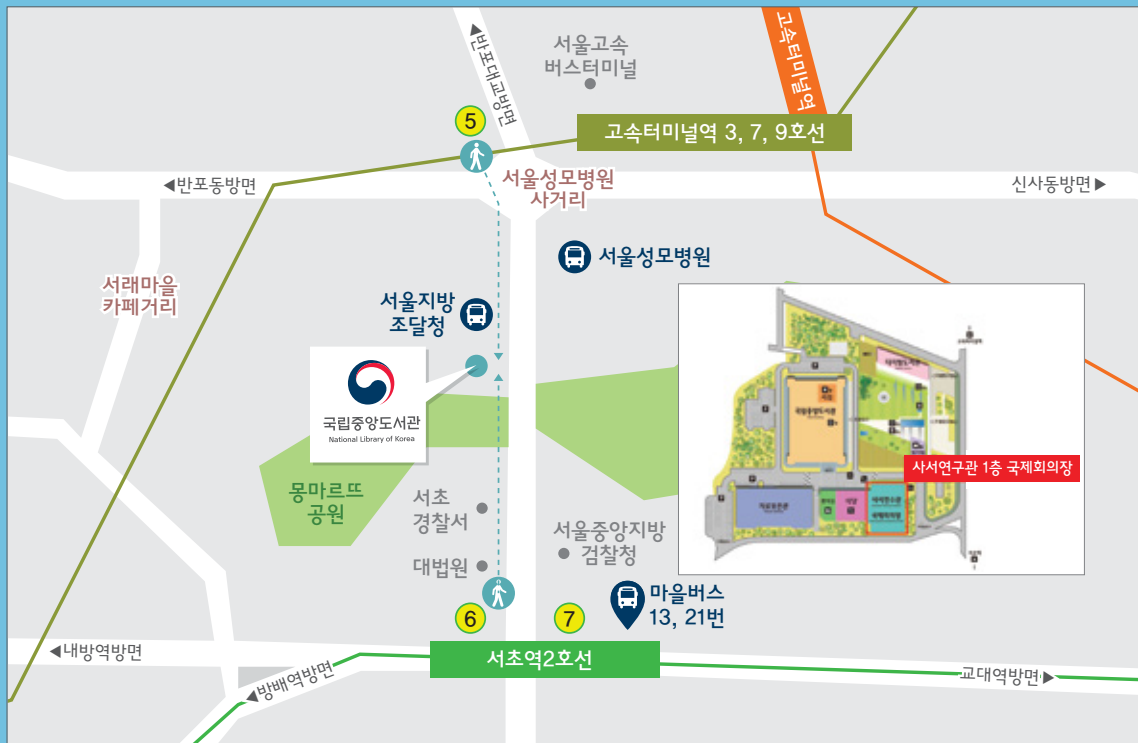 ◀반포대교방면
서울고속
버스터미널
고속터미널역
5
고속터미널역 3, 7, 9호선
◀반포동방면
서울성모병원
사거리
신사동방면▶
서울성모병원
서래마을
카페거리
서울지방
조달청
국립중앙도서관
National Library of Korea
국립중앙도서관
사서연구관 1층 국제회의장
몽마르뜨
공원
서초
경찰서
서울중앙지방
검찰청
대법원
마을버스
13, 21번
6
7
◀내방역방면
서초역2호선
◀방배역방면
교대역방면▶